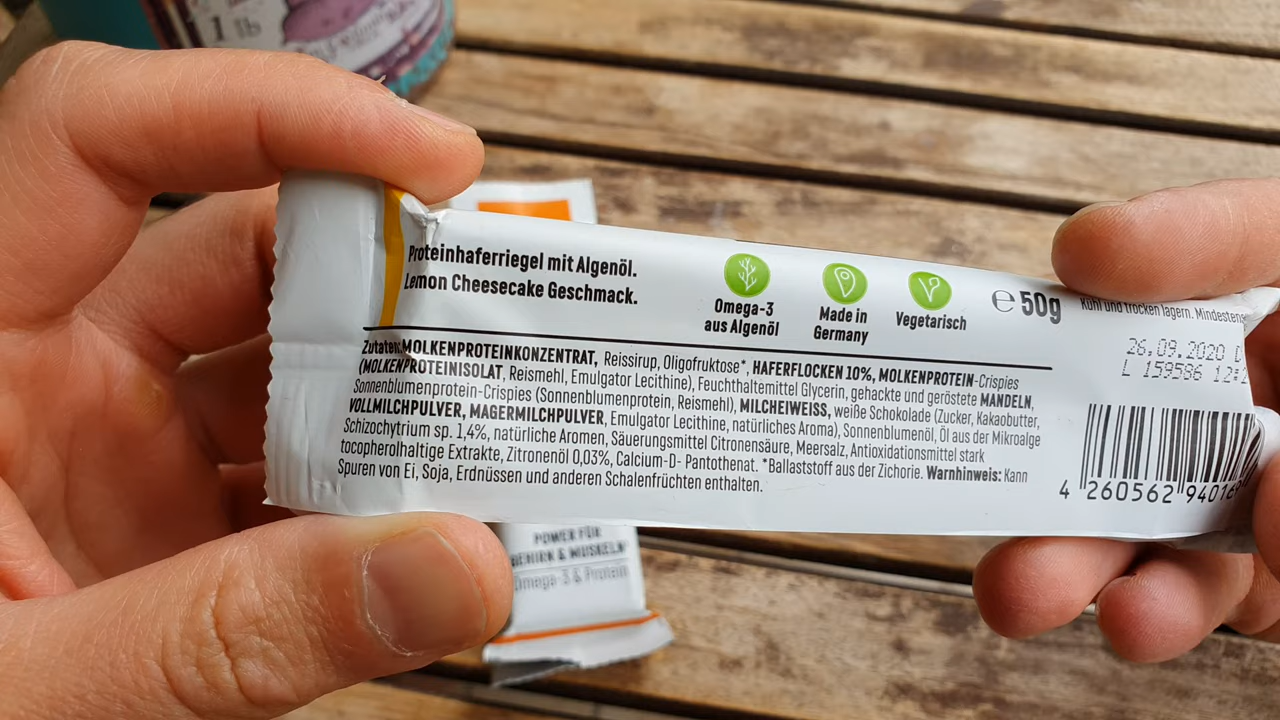 1 lb
Proteinhaferriegel mit Algenöl.
Lemon Cheesecake Geschmack.
Omega-3
aus Algenöl
Made in
Germany
Vegetarisch
℮ 50g
Kühl und trocken lagern.
26.09.2020
L 159586
Zutaten: MOLKENPROTEINKONZENTRAT, Reissirup, Oligofruktose*, HAFERFLOCKEN 10%, MOLKENPROTEIN-Crispies
(MOLKENPROTEINISOLAT, Reismehl, Emulgator Lecithine), Feuchthaltemittel Glycerin, gehackte und geröstete MANDELN,
Sonnenblumenprotein-Crispies (Sonnenblumenprotein, Reismehl), MILCHEIWEISS, weiße Schokolade (Zucker, Kakaobutter,
VOLLMILCHPULVER, MAGERMILCHPULVER, Emulgator Lecithine, natürliches Aroma), Sonnenblumenöl, Öl aus der Mikroalge
Schizochytrium sp. 1,4%, natürliche Aromen, Säuerungsmittel Citronensäure, Meersalz, Antioxidationsmittel stark
tocopherolhaltige Extrakte, Zitronenöl 0,03%, Calcium-D- Pantothenat. *Ballaststoff aus der Zichorie. Warnhinweis: Kann
Spuren von Ei, Soja, Erdnüssen und anderen Schalenfrüchten enthalten.
4 260562 94016
POWER FÜR
GEHIRN & MUSKELN
Omega-3 & Protein